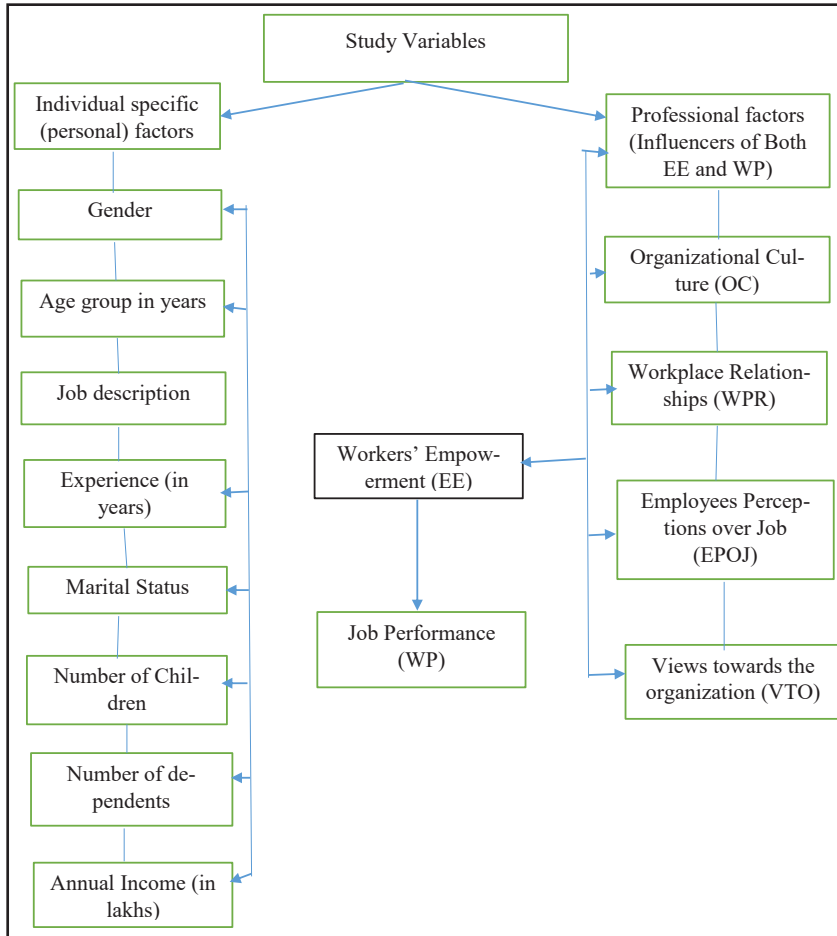 Study Variables
Individual specific
(personal) factors
Gender
Age group in years
Job description
Experience (in
years)
Marital Status
Number of Chil-
dren
Number of de-
pendents
Annual Income (in
lakhs)
Workers' Empow-
erment (EE)
Job Performance
(WP)
Professional factors
(Influencers of Both
EE and WP)
Organizational Cul-
ture (OC)
Workplace Relation-
ships (WPR)
Employees Percep-
tions over Job
(EPOJ)
Views towards the
organization (VTO)